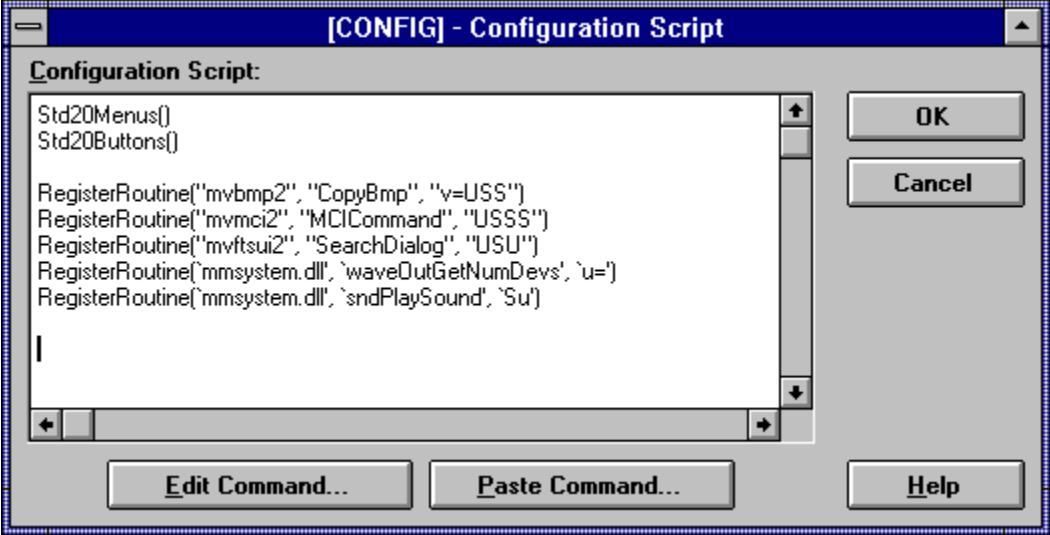 [CONFIG] - Configuration Script
Configuration Script:
Std20Menus()
Std20Buttons()
RegisterRoutine("mvbmp2", "CopyBmp", "v=USS")
RegisterRoutine("mvmci2", "MCICommand", "USSS")
RegisterRoutine("mvftsui2", "SearchDialog", "USU")
RegisterRoutine(`mmsystem.dll', `waveOutGetNumDevs', `u=')
RegisterRoutine(`mmsystem.dll', `sndPlaySound', `Su')
OK
Cancel
Edit Command...
Paste Command...
Help